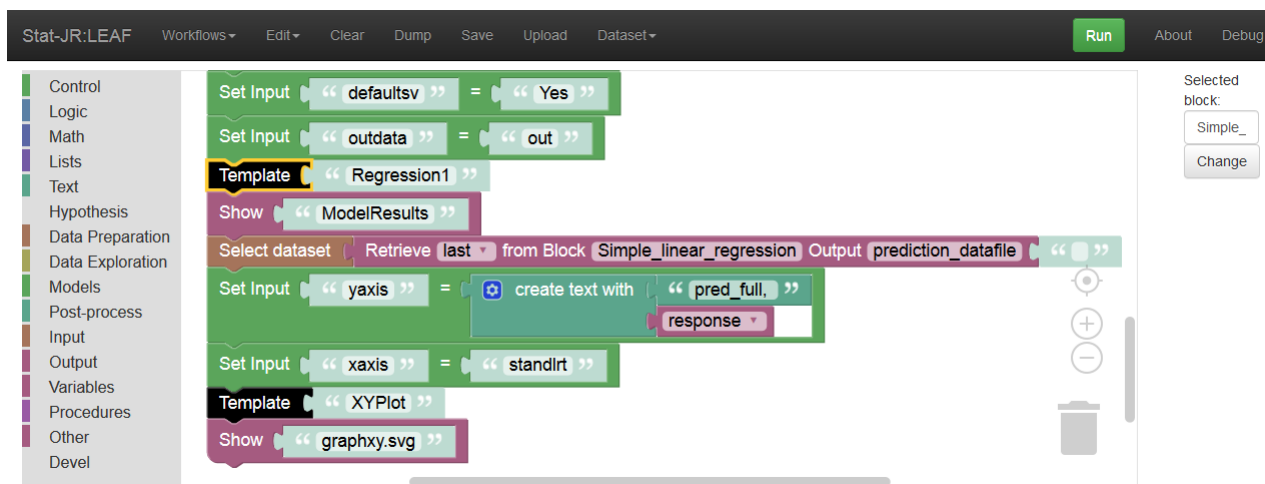 Stat-JR:LEAF Workflows Edit Clear Dump Save Upload Dataset Run About Debug
Control
Logic
Math
Lists
Text
Hypothesis
Data Preparation
Data Exploration
Models
Post-process
Input
Output
Variables
Procedures
Other
Devel
Set Input “ defaultsv ” = “ Yes ”
Set Input “ outdata ” = “ out ”
Template “ Regression1 ”
Show “ ModelResults ”
Select dataset Retrieve last from Block Simple_linear_regression Output prediction_datafile “ ”
Set Input “ yaxis ” = create text with “ pred_full, ”
response
Set Input “ xaxis ” = “ standlrt ”
Template “ XYPlot ”
Show “ graphxy.svg ”
Selected
block:
Simple_
Change